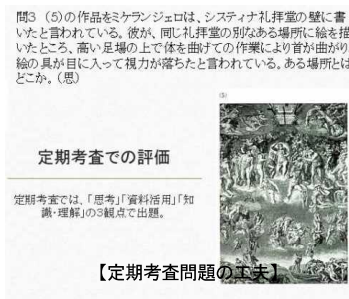 問3 (5)の作品をミケランジェロは、システィナ礼拝堂の壁に書
いたと言われている。彼が、同じ礼拝堂の別なある場所に絵を描
いたところ、高い足場の上で体を曲げての作業により首が曲がり
絵の具が目に入って視力が落ちたと言われている。ある場所とは
どこか。(思)
(5)
定期考査での評価
定期考査では、「思考」「資料活用」「知
識・理解」の3観点で出題。
【定期考査問題の工夫】